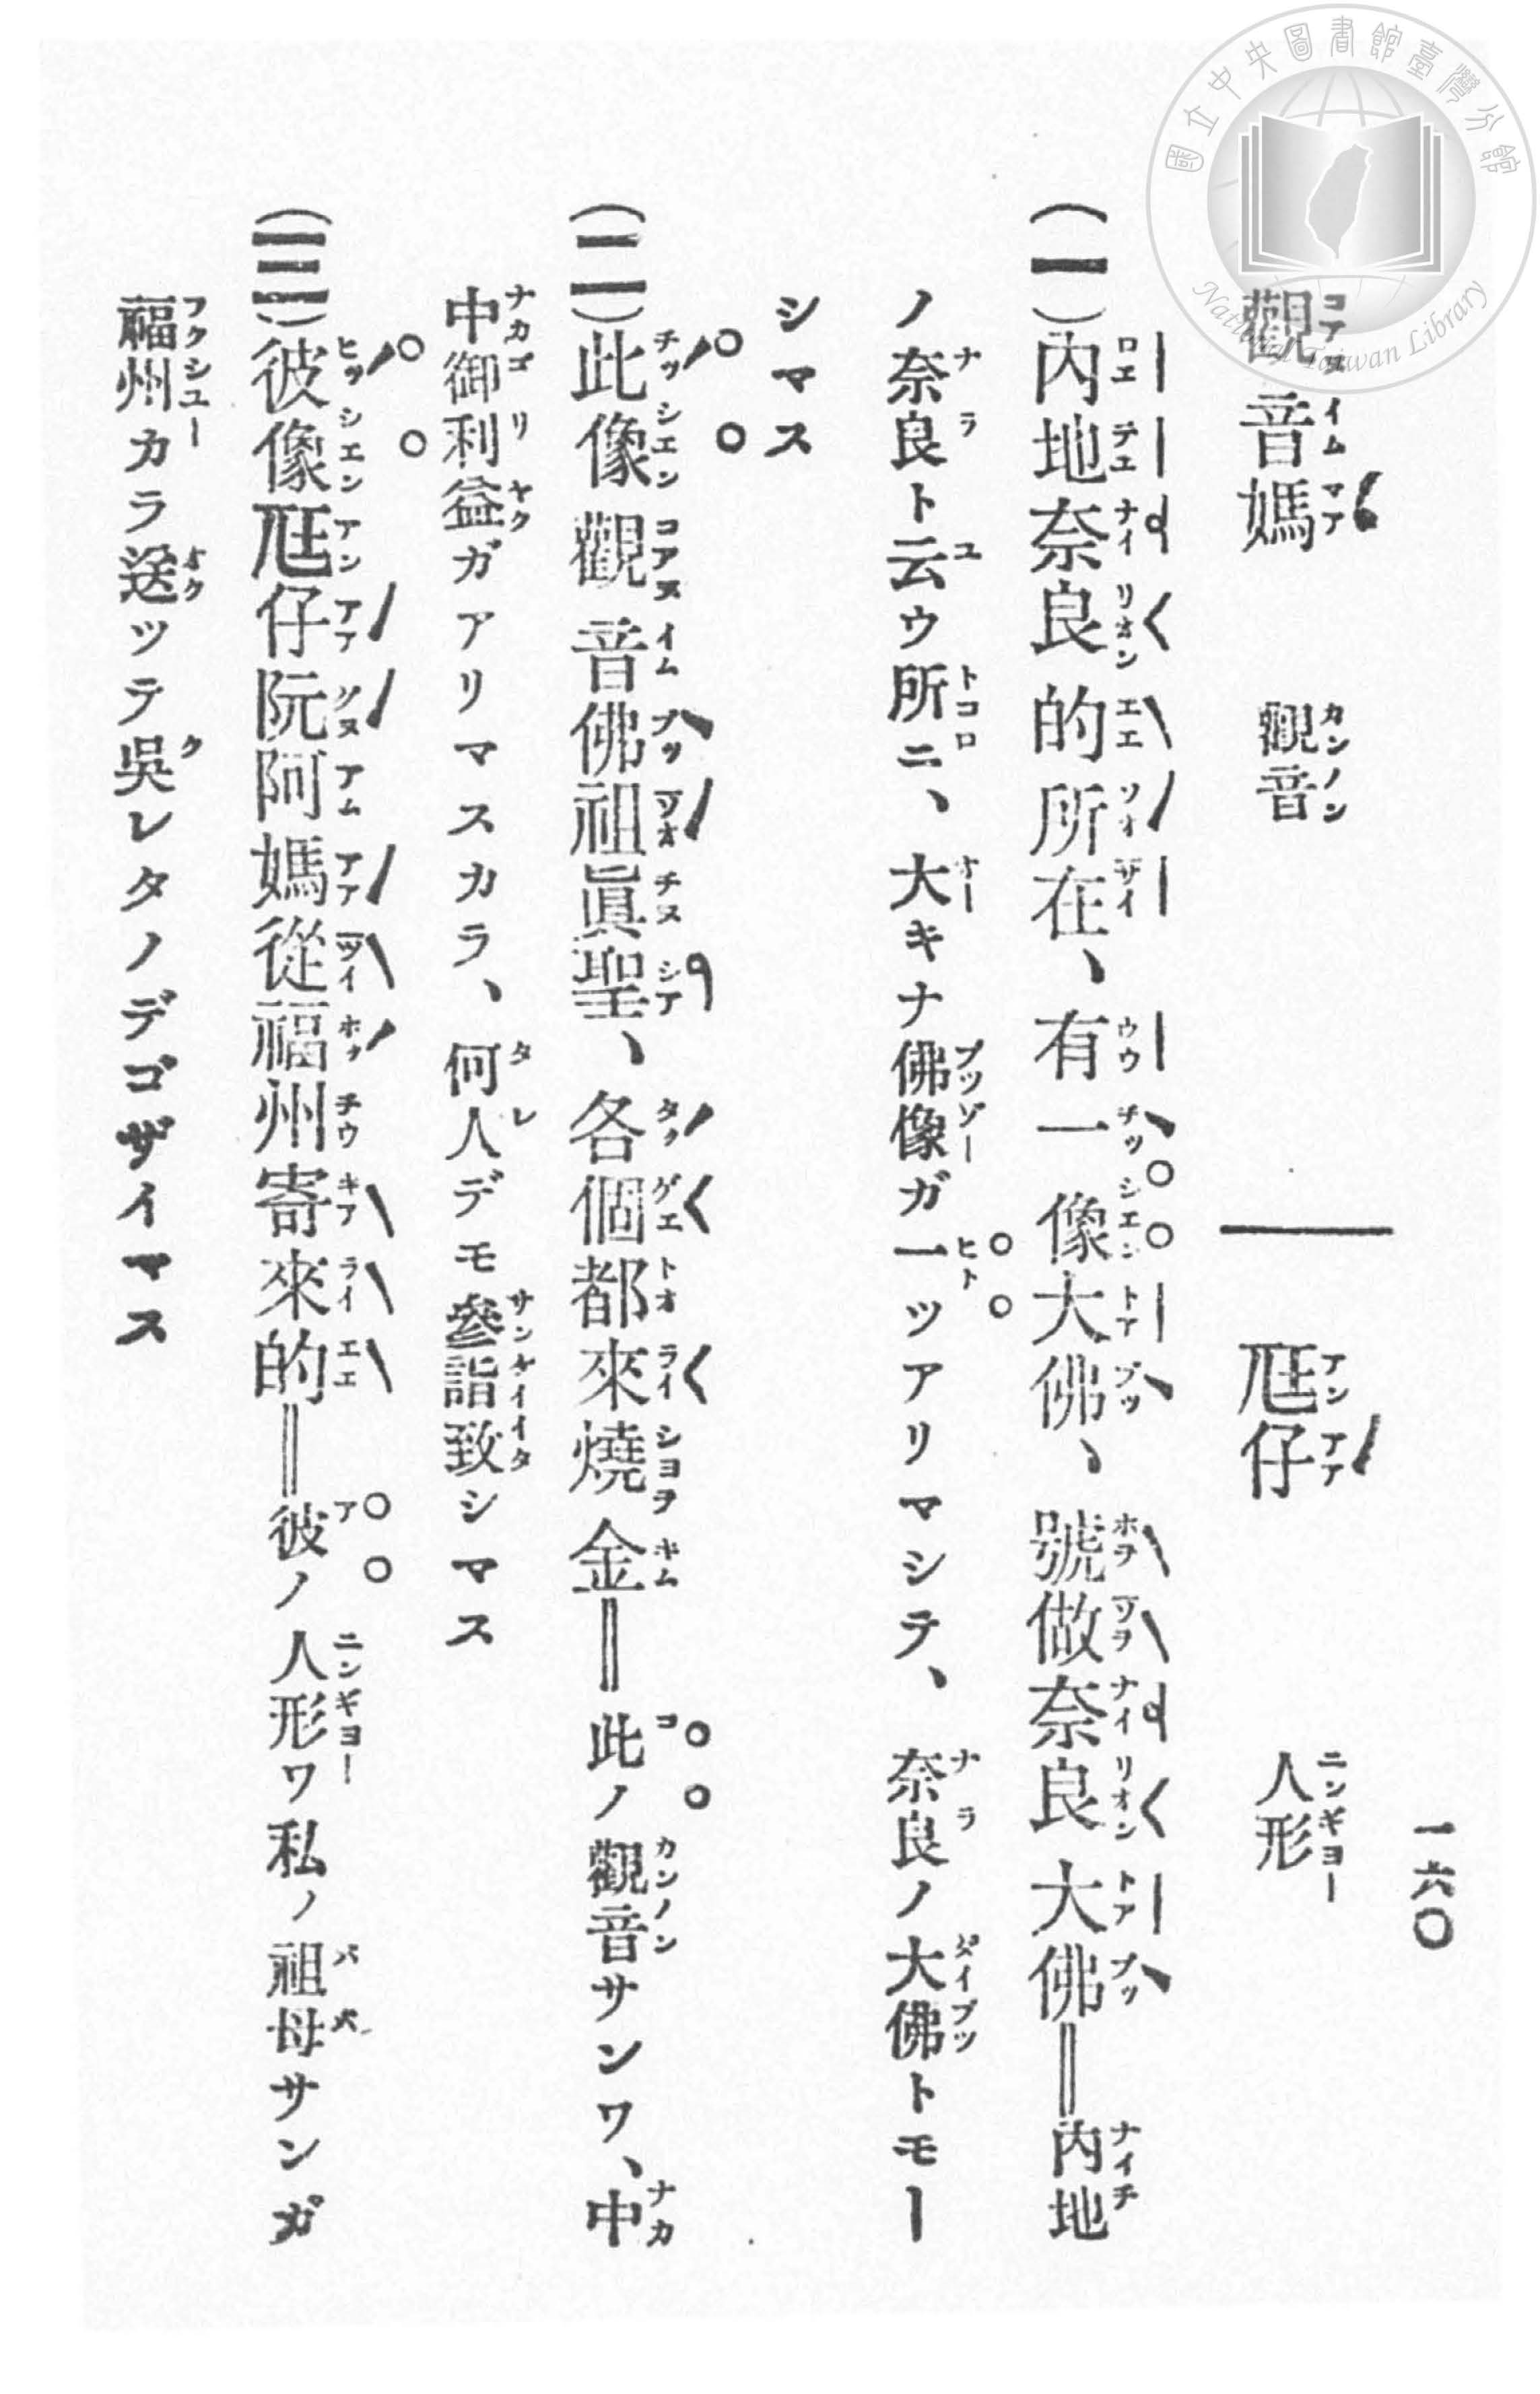 一六〇
觀音媽 觀音 尫仔 人形
(一)內地奈良的所在、有一像大佛、號做奈良大佛＝內地
ノ奈良ト云ウ所ニ、大キナ佛像ガ一ツアリマシテ、奈良ノ大佛トモー
シマス
(二)此像觀音佛祖眞聖、各個都來燒金＝此ノ觀音サンワ、中
中御利益ガアリマスカラ、何人デモ參詣致シマス
(三)彼像尫仔阮阿媽從福州寄來的＝彼ノ人形ワ私ノ祖母サンガ
福州カラ送ツテ吳レタノデゴザイマス
國立中央圖書館臺灣分館
National Taiwan Library